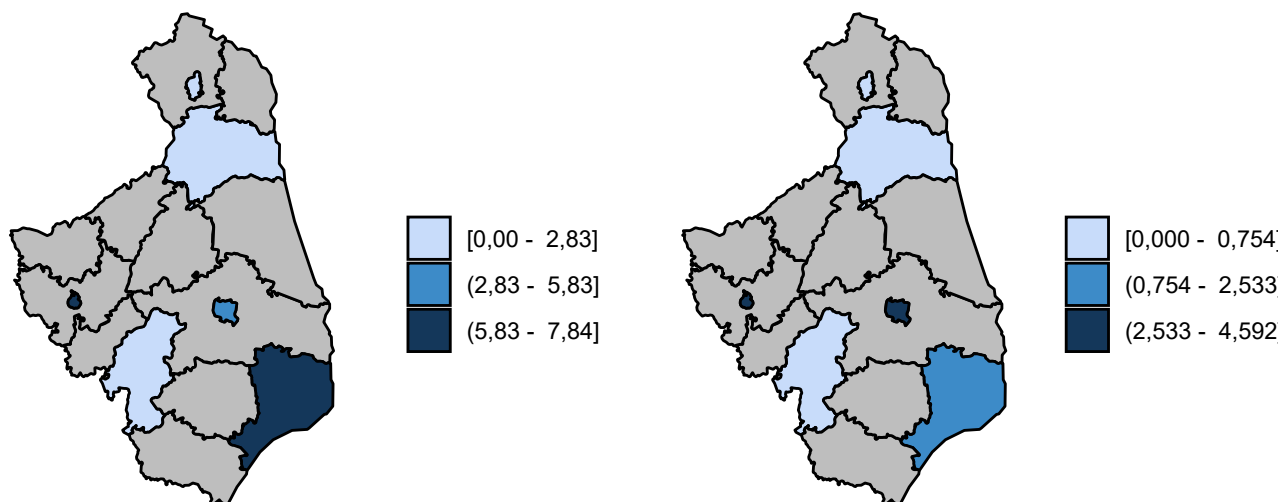 [0,00 - 2,83]
(2,83 - 5,83]
(5,83 - 7,84]
[0,000 - 0,754]
(0,754 - 2,533]
(2,533 - 4,592]